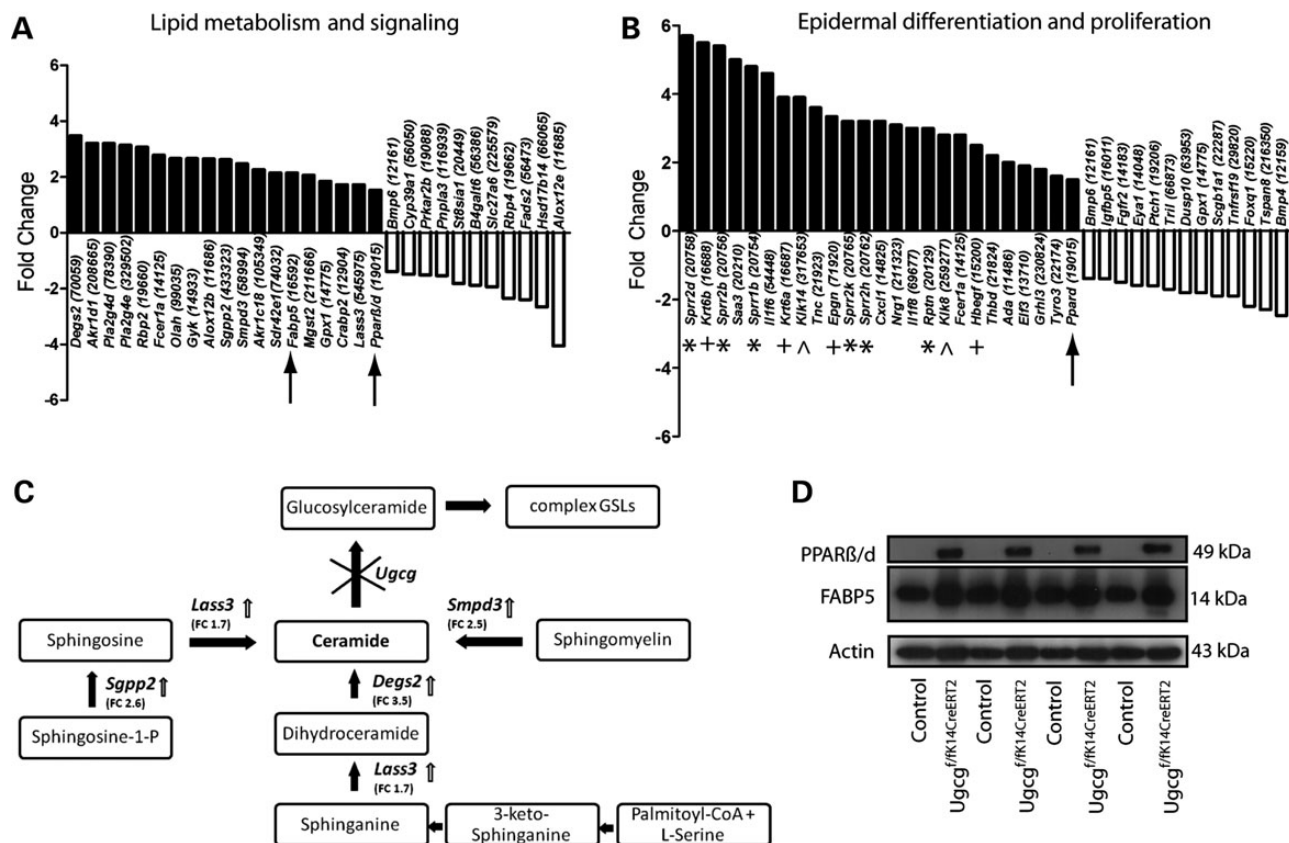 A
Lipid metabolism and signaling
Fold Change
6
4
2
0
-2
-4
-6
Degs2 (70059)
Akr1d1 (208665)
Pla2g4d (78390)
Pla2g4e (329502)
Rbp2 (19660)
Fcer1a (14125)
Olah (99035)
Gyk (14933)
Alox12b (11686)
Sgpp2 (433323)
Smpd3 (58994)
Akr1c18 (105349)
Sdr42e1(74032)
Fabp5 (16592)
Mgst2 (211666)
Gpx1 (14775)
Crabp2 (12904)
Lass3 (545975)
Pparß/d (19015)
Bmp6 (12161)
Cyp39a1 (56050)
Prkar2b (19088)
Pnpla3 (116939)
St8sia1 (20449)
B4galt6 (56386)
Slc27a6 (225579)
Rbp4 (19662)
Fads2 (56473)
Hsd17b14 (66065)
Alox12e (11685)
B
Epidermal differentiation and proliferation
Fold Change
6
4
2
0
-2
-4
-6
Sprr2d (20758)
Krt6b (16688)
Sprr2b (20756)
Saa3 (20210)
Sprr1b (20754)
Il1f6 (54448)
Krt6a (16687)
Klk14 (317653)
Tnc (21923)
Epgn (71920)
Sprr2k (20765)
Sprr2h (20762)
Cxcl1 (14825)
Nrg1 (211323)
Il1f8 (69677)
Rptn (20129)
Klk8 (259277)
Fcer1a (14125)
Hbegf (15200)
Thbd (21824)
Ada (11486)
Elf3 (13710)
Grhl3 (230824)
Tyro3 (22174)
Ppard (19015)
* + * * + ^ + * * * ^ +
Bmp6 (12161)
Igfbp5 (16011)
Fgfr2 (14183)
Eya1 (14048)
Ptch1 (19206)
Tril (66873)
Dusp10 (63953)
Gpx1 (14775)
Scgb1a1 (22287)
Tnfrsf19 (29820)
Foxq1 (15220)
Tspan8 (216350)
Bmp4 (12159)
C
Glucosylceramide
complex GSLs
Ugcg
Lass3 ⇧
(FC 1.7)
Smpd3 ⇧
(FC 2.5)
Sphingosine
Ceramide
Sphingomyelin
Sgpp2 ⇧
(FC 2.6)
Degs2 ⇧
(FC 3.5)
Sphingosine-1-P
Dihydroceramide
Lass3 ⇧
(FC 1.7)
Sphinganine
3-keto-
Sphinganine
Palmitoyl-CoA +
L-Serine
D
PPARß/d
49 kDa
FABP5
14 kDa
Actin
43 kDa
Control
Ugcgf/fK14CreERT2
Control
Ugcgf/fK14CreERT2
Control
Ugcgf/fK14CreERT2
Control
Ugcgf/fK14CreERT2